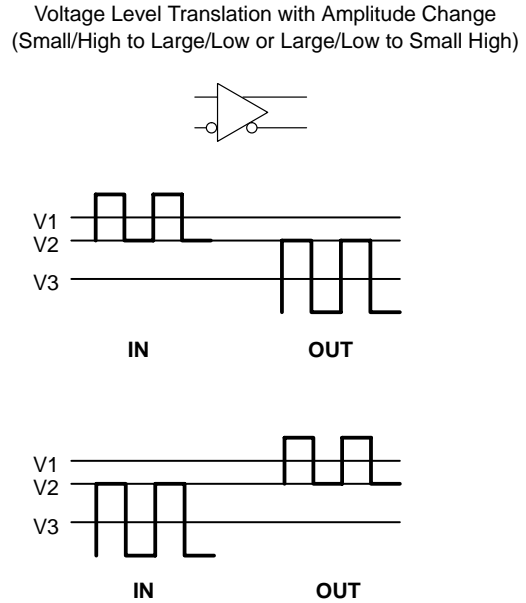 Voltage Level Translation with Amplitude Change
(Small/High to Large/Low or Large/Low to Small High)
V1
V2
V3
IN OUT
V1
V2
V3
IN OUT